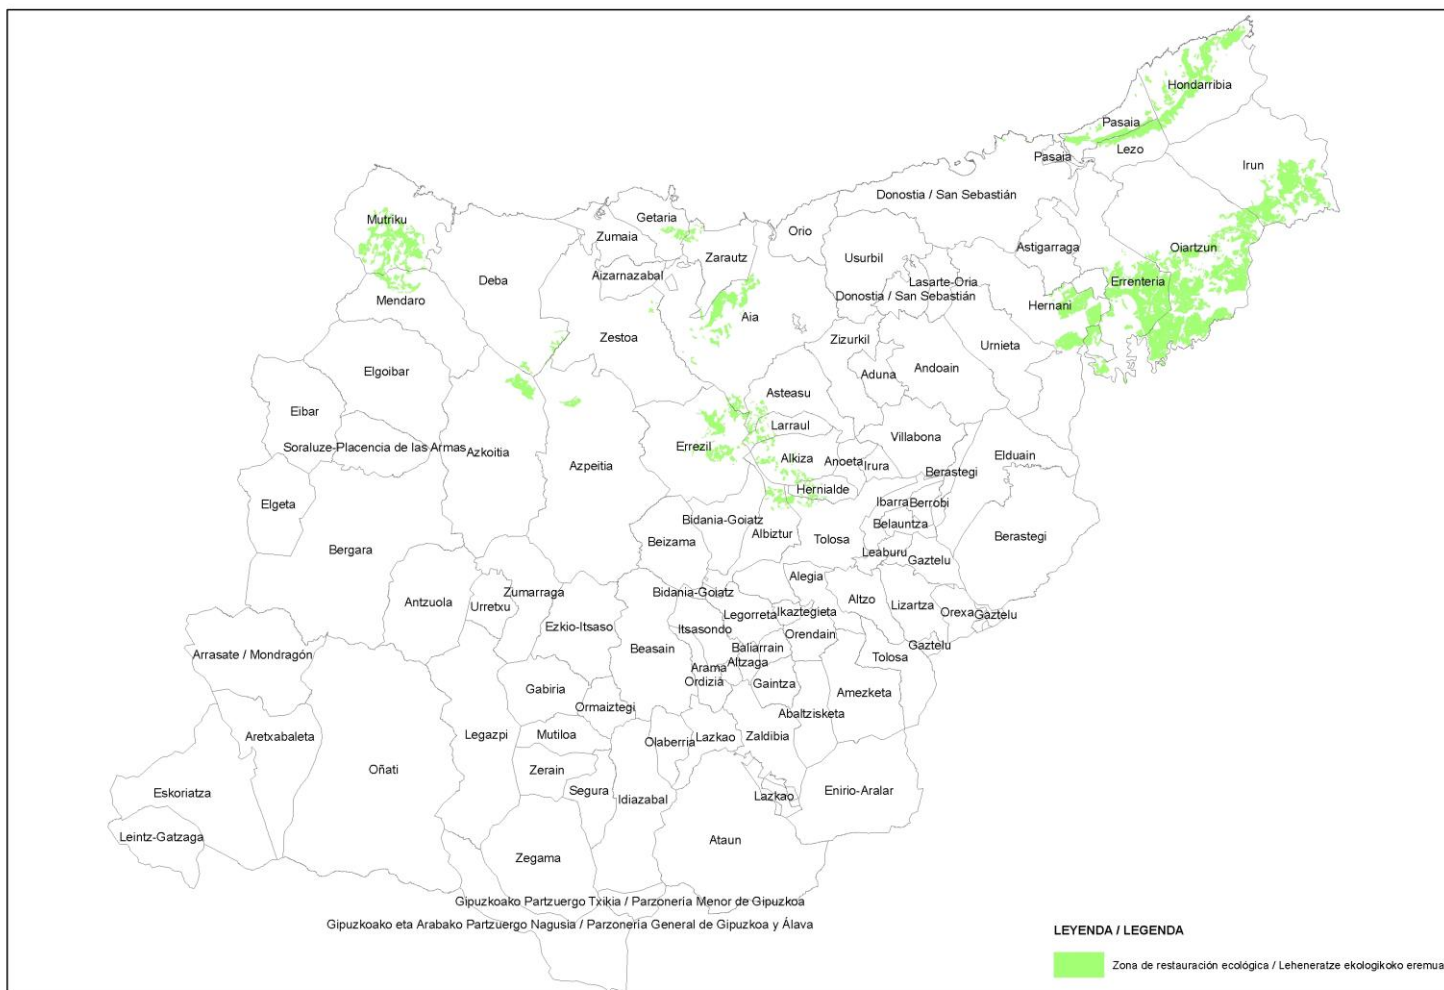 Hondarribia
Pasaia
Lezo
Pasaia
Irun
Donostia / San Sebastián
Mutriku
Getaria
Zumaia
Orio
Astigarraga
Oiartzun
Deba
Zarautz
Usurbil
Aizarnazabal
Lasarte-Oria
Errenteria
Mendaro
Donostia / San Sebastián
Hernani
Aia
Zestoa
Zizurkil
Urnieta
Elgoibar
Andoain
Aduna
Asteasu
Eibar
Larraul
Villabona
Soraluze-Placencia de las Armas
Azkoitia
Errezil
Elduain
Azpeitia
Alkiza
Anoeta
Irura
Berastegi
Hernialde
Elgeta
Ibarra
Berrobi
Bidania-Goiatz
Belauntza
Albiztur
Tolosa
Berastegi
Beizama
Bergara
Leaburu
Gaztelu
Alegia
Zumarraga
Bidania-Goiatz
Antzuola
Urretxu
Altzo
Lizartza
Ikaztegieta
Legorreta
Orexa
Gaztelu
Ezkio-Itsaso
Itsasondo
Orendain
Beasain
Baliarrain
Gaztelu
Arrasate / Mondragón
Altzaga
Tolosa
Arama
Ordizia
Gaintza
Gabiria
Amezketa
Ormaiztegi
Abaltzisketa
Legazpi
Mutiloa
Aretxabaleta
Olaberria
Lazkao
Zaldibia
Oñati
Zerain
Segura
Eskoriatza
Idiazabal
Lazkao
Enirio-Aralar
Leintz-Gatzaga
Ataun
Zegama
Gipuzkoako Partzuergo Txikia / Parzonería Menor de Gipuzkoa
Gipuzkoako eta Arabako Partzuergo Nagusia / Parzonería General de Gipuzkoa y Álava
LEYENDA / LEGENDA
Zona de restauración ecológica / Leheneratze ekologikoko eremua